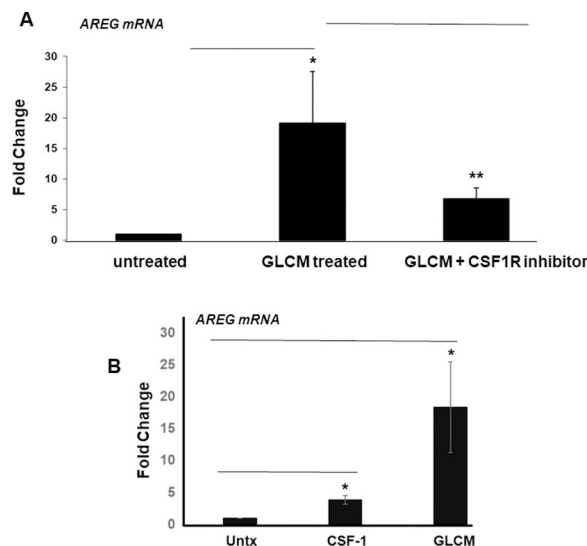 A
AREG mRNA
Fold Change
30
25
20
15
10
5
0
*
**
untreated GLCM treated GLCM + CSF1R inhibitor
AREG mRNA
B
Fold Change
30
25
20
15
10
5
0
*
*
Untx CSF-1 GLCM